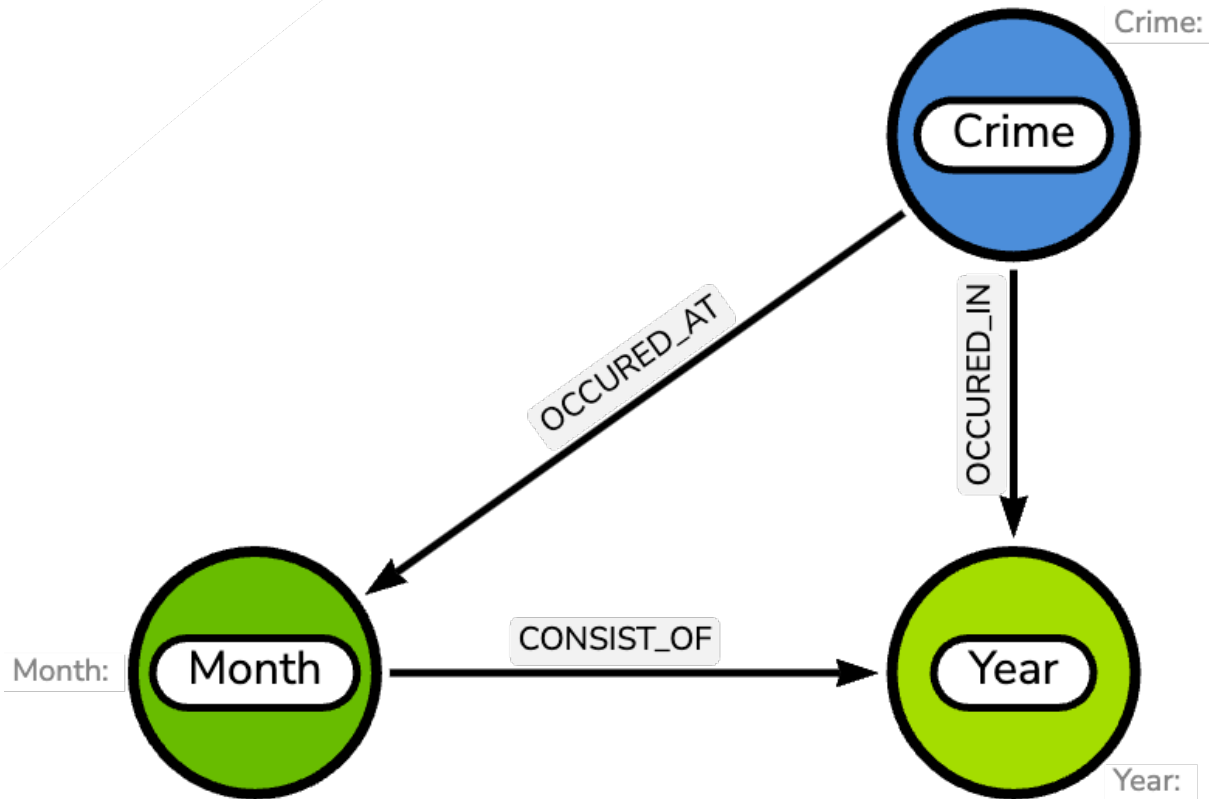 Crime:
Crime
OCCURED_AT
OCCURED_IN
CONSIST_OF
Month:
Month
Year
Year: